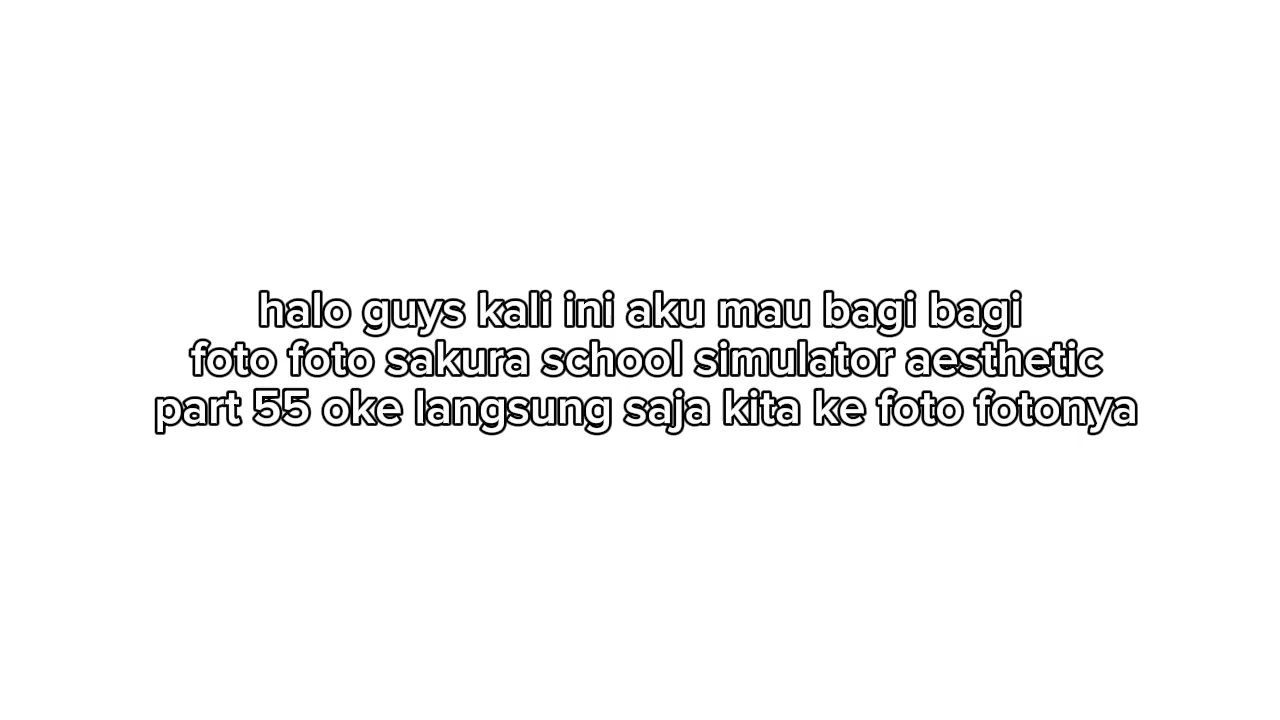 halo guys kali ini aku mau bagi bagi
foto foto sakura school simulator aesthetic
part 55 oke langsung saja kita ke foto fotonya